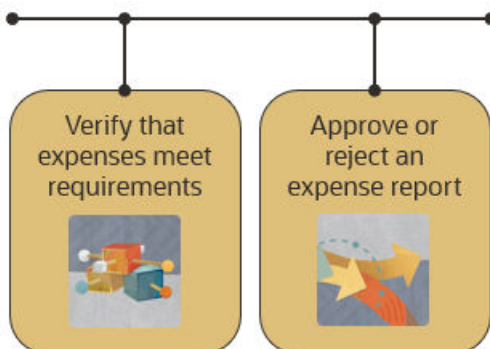 Verify that
expenses meet
requirements
Approve or
reject an
expense report